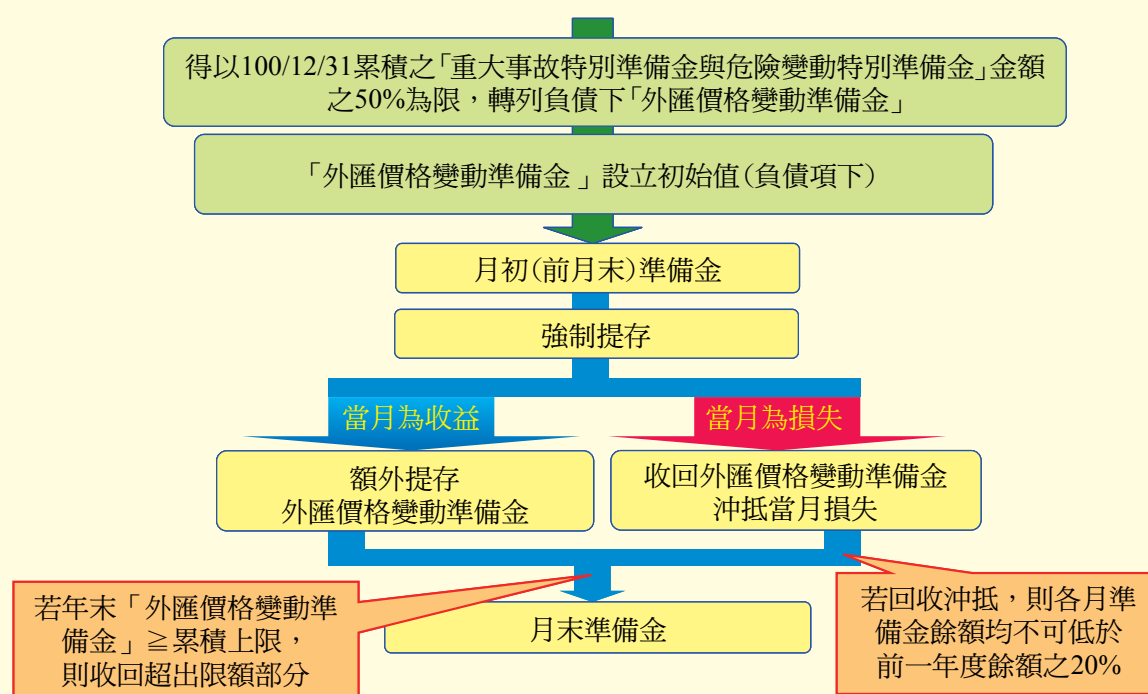 得以100/12/31累積之「重大事故特別準備金與危險變動特別準備金」金額
之50%為限，轉列負債下「外匯價格變動準備金」
「外匯價格變動準備金」設立初始值(負債項下)
月初(前月末)準備金
強制提存
當月為收益
當月為損失
額外提存
外匯價格變動準備金
收回外匯價格變動準備金
沖抵當月損失
若年末「外匯價格變動準
備金」≧累積上限，
則收回超出限額部分
月末準備金
若回收沖抵，則各月準
備金餘額均不可低於
前一年度餘額之20%